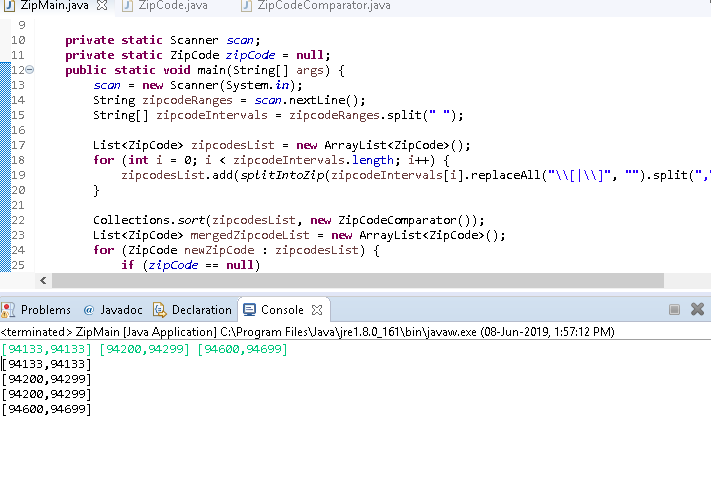 ZipMain.java ZipCode.java ZipCodeComparator.java
9
10 private static Scanner scan;
11 private static ZipCode zipCode = null;
12 public static void main(String[] args) {
13 scan = new Scanner(System.in);
14 String zipcodeRanges = scan.nextLine();
15 String[] zipcodeIntervals = zipcodeRanges.split(" ");
16
17 List<ZipCode> zipcodesList = new ArrayList<ZipCode>();
18 for (int i = 0; i < zipcodeIntervals.length; i++) {
19 zipcodesList.add(splitIntoZip(zipcodeIntervals[i].replaceAll("\\[|\\]", "").split(","
20 }
21
22 Collections.sort(zipcodesList, new ZipCodeComparator());
23 List<ZipCode> mergedZipcodeList = new ArrayList<ZipCode>();
24 for (ZipCode newZipCode : zipcodesList) {
25 if (zipCode == null)
Problems @ Javadoc Declaration Console
<terminated> ZipMain [Java Application] C:\Program Files\Java\jre1.8.0_161\bin\javaw.exe (08-Jun-2019, 1:57:12 PM)
[94133,94133] [94200,94299] [94600,94699]
[94133,94133]
[94200,94299]
[94200,94299]
[94600,94699]